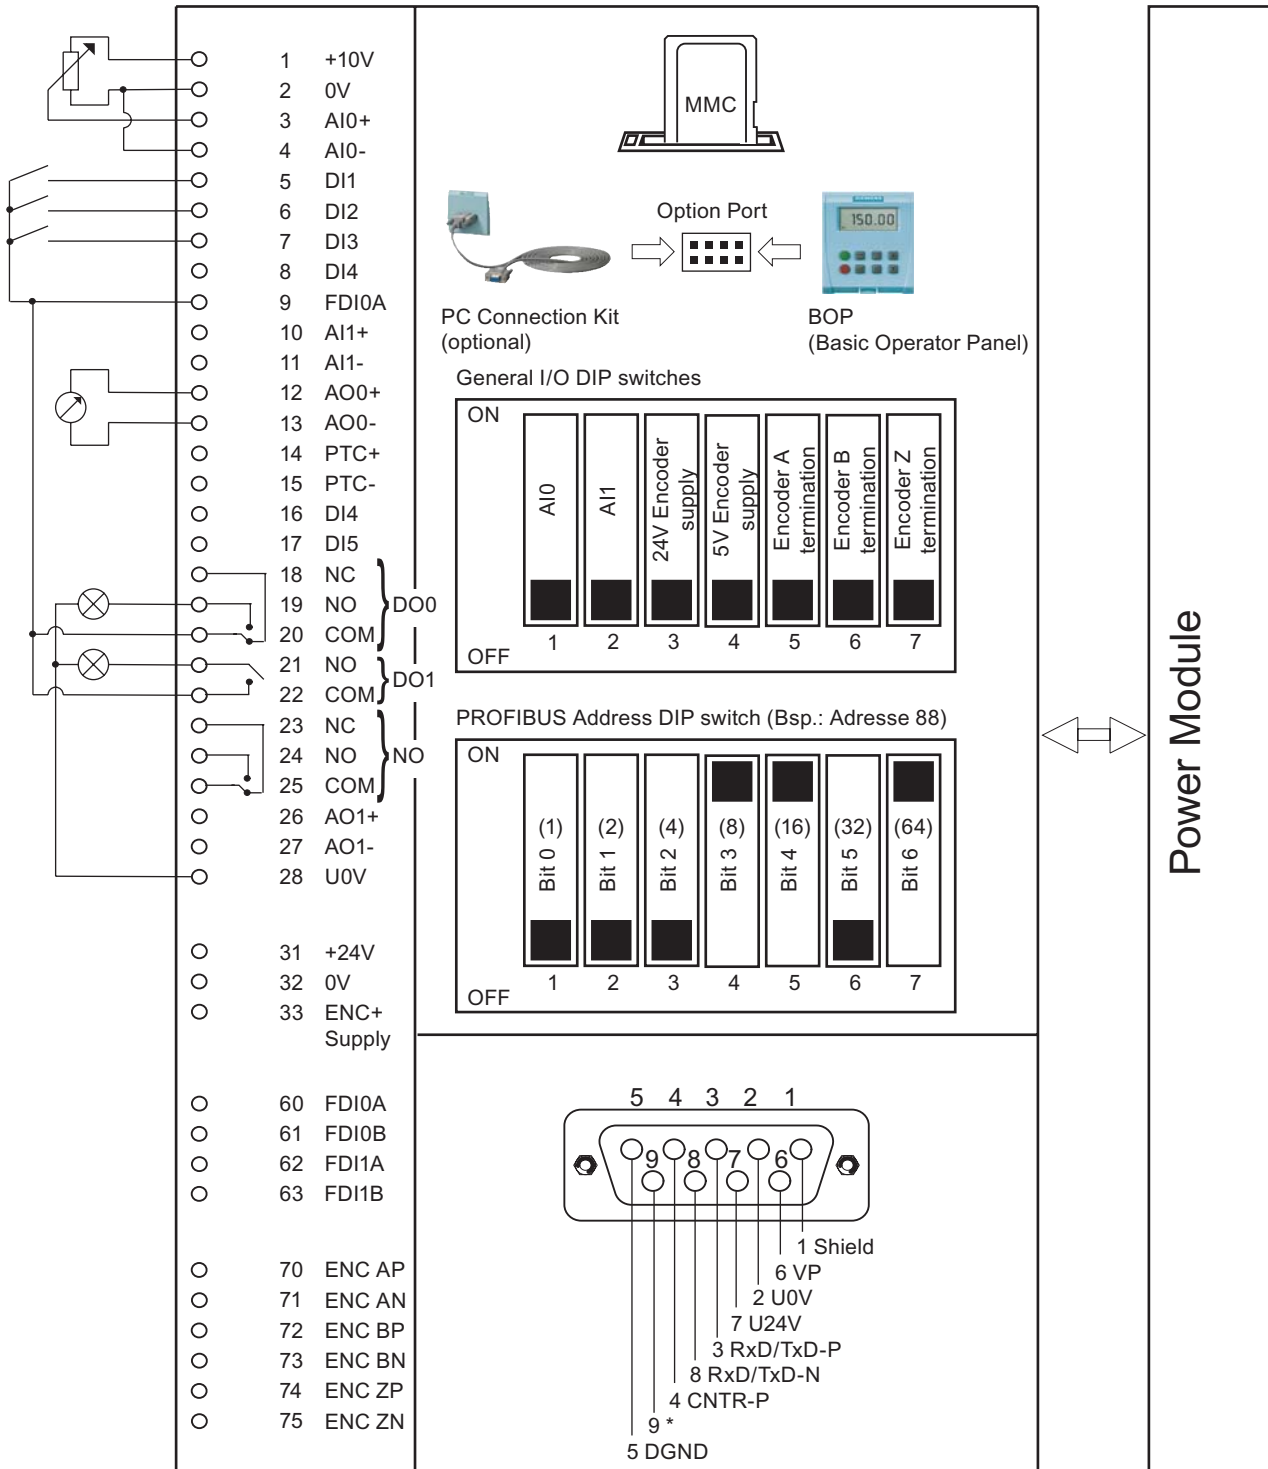 1 +10V
2 0V
3 AI0+
4 AI0-
5 DI1
6 DI2
7 DI3
8 DI4
9 FDI0A
10 AI1+
11 AI1-
12 AO0+
13 AO0-
14 PTC+
15 PTC-
16 DI4
17 DI5
18 NC
19 NO
20 COM
DO0
21 NO
22 COM
DO1
23 NC
24 NO
25 COM
NO
26 AO1+
27 AO1-
28 U0V
31 +24V
32 0V
33 ENC+
Supply
60 FDI0A
61 FDI0B
62 FDI1A
63 FDI1B
70 ENC AP
71 ENC AN
72 ENC BP
73 ENC BN
74 ENC ZP
75 ENC ZN
MMC
Option Port
SIEMENS
150.00
PC Connection Kit
(optional)
BOP
(Basic Operator Panel)
General I/O DIP switches
ON
AI0
AI1
24V Encoder
supply
5V Encoder
supply
Encoder A
termination
Encoder B
termination
Encoder Z
termination
1 2 3 4 5 6 7
OFF
PROFIBUS Address DIP switch (Bsp.: Adresse 88)
ON
(1) (2) (4) (8) (16) (32) (64)
Bit 0 Bit 1 Bit 2 Bit 3 Bit 4 Bit 5 Bit 6
1 2 3 4 5 6 7
OFF
5 4 3 2 1
9 8 7 6
1 Shield
6 VP
2 U0V
7 U24V
3 RxD/TxD-P
8 RxD/TxD-N
4 CNTR-P
9 *
5 DGND
Power Module